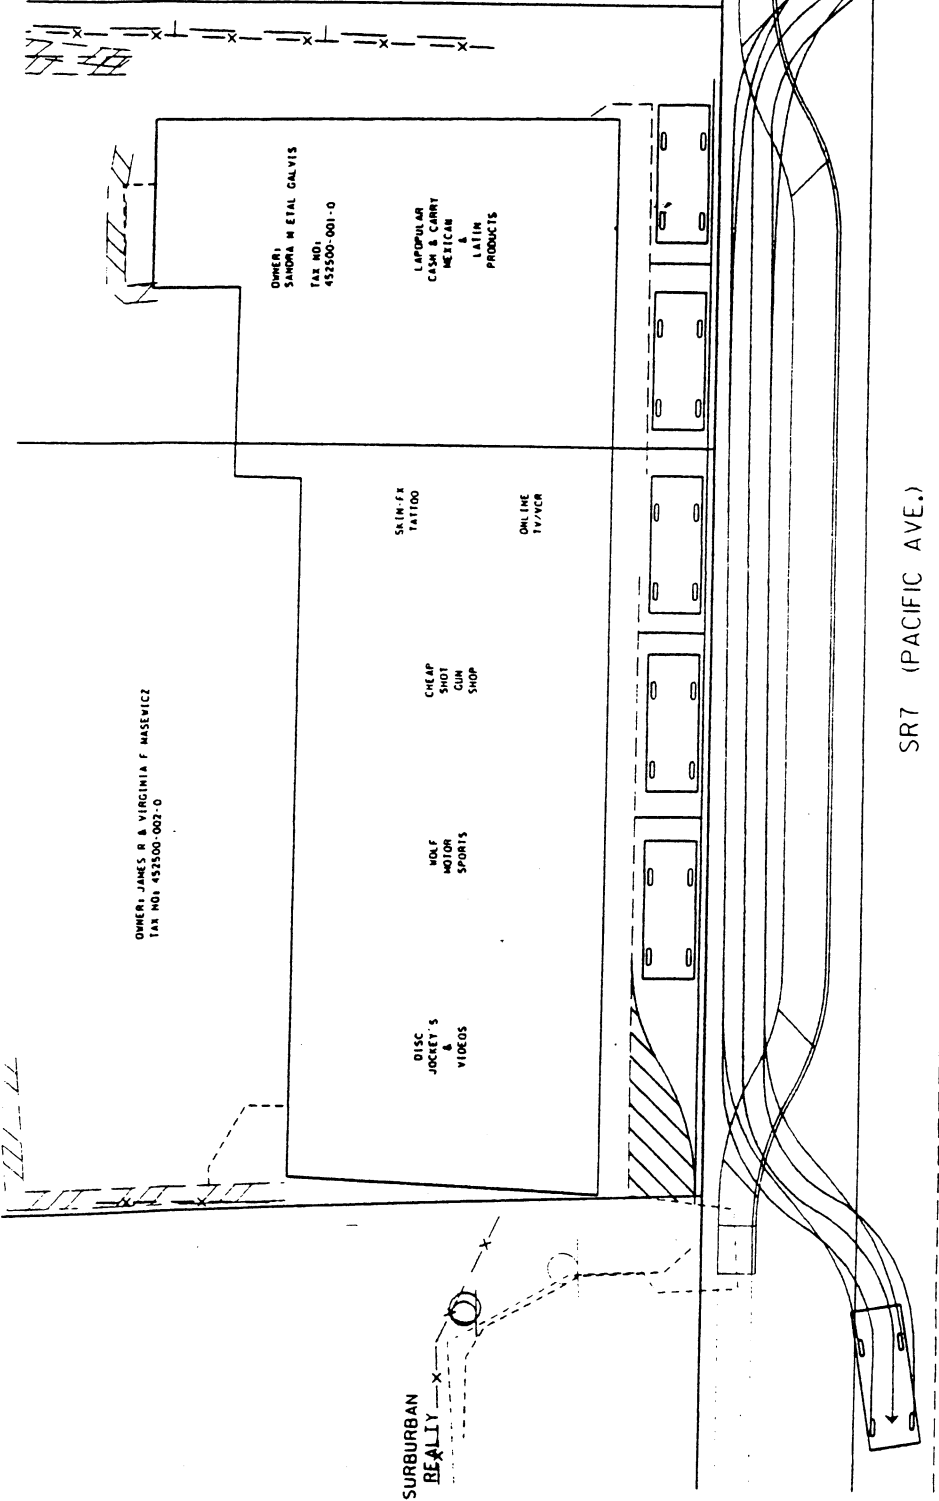 OWNER: JAMES R & VIRGINIA F MASEWICZ
TAX NO: 452500-002-0
OWNER:
SANDRA M ETAL GALVIS
TAX NO:
452500-001-0
LAPOPULAR
CASH & CARRY
MEXICAN
&
LATIN
PRODUCTS
SKIN-FX
TATTOO
ONLINE
TV/VCR
CHEAP
SHOT
GUN
SHOP
WOLF
MOTOR
SPORTS
DISC
JOCKEY'S
&
VIDEOS
SURBURBAN
REALTY
SR7 (PACIFIC AVE.)